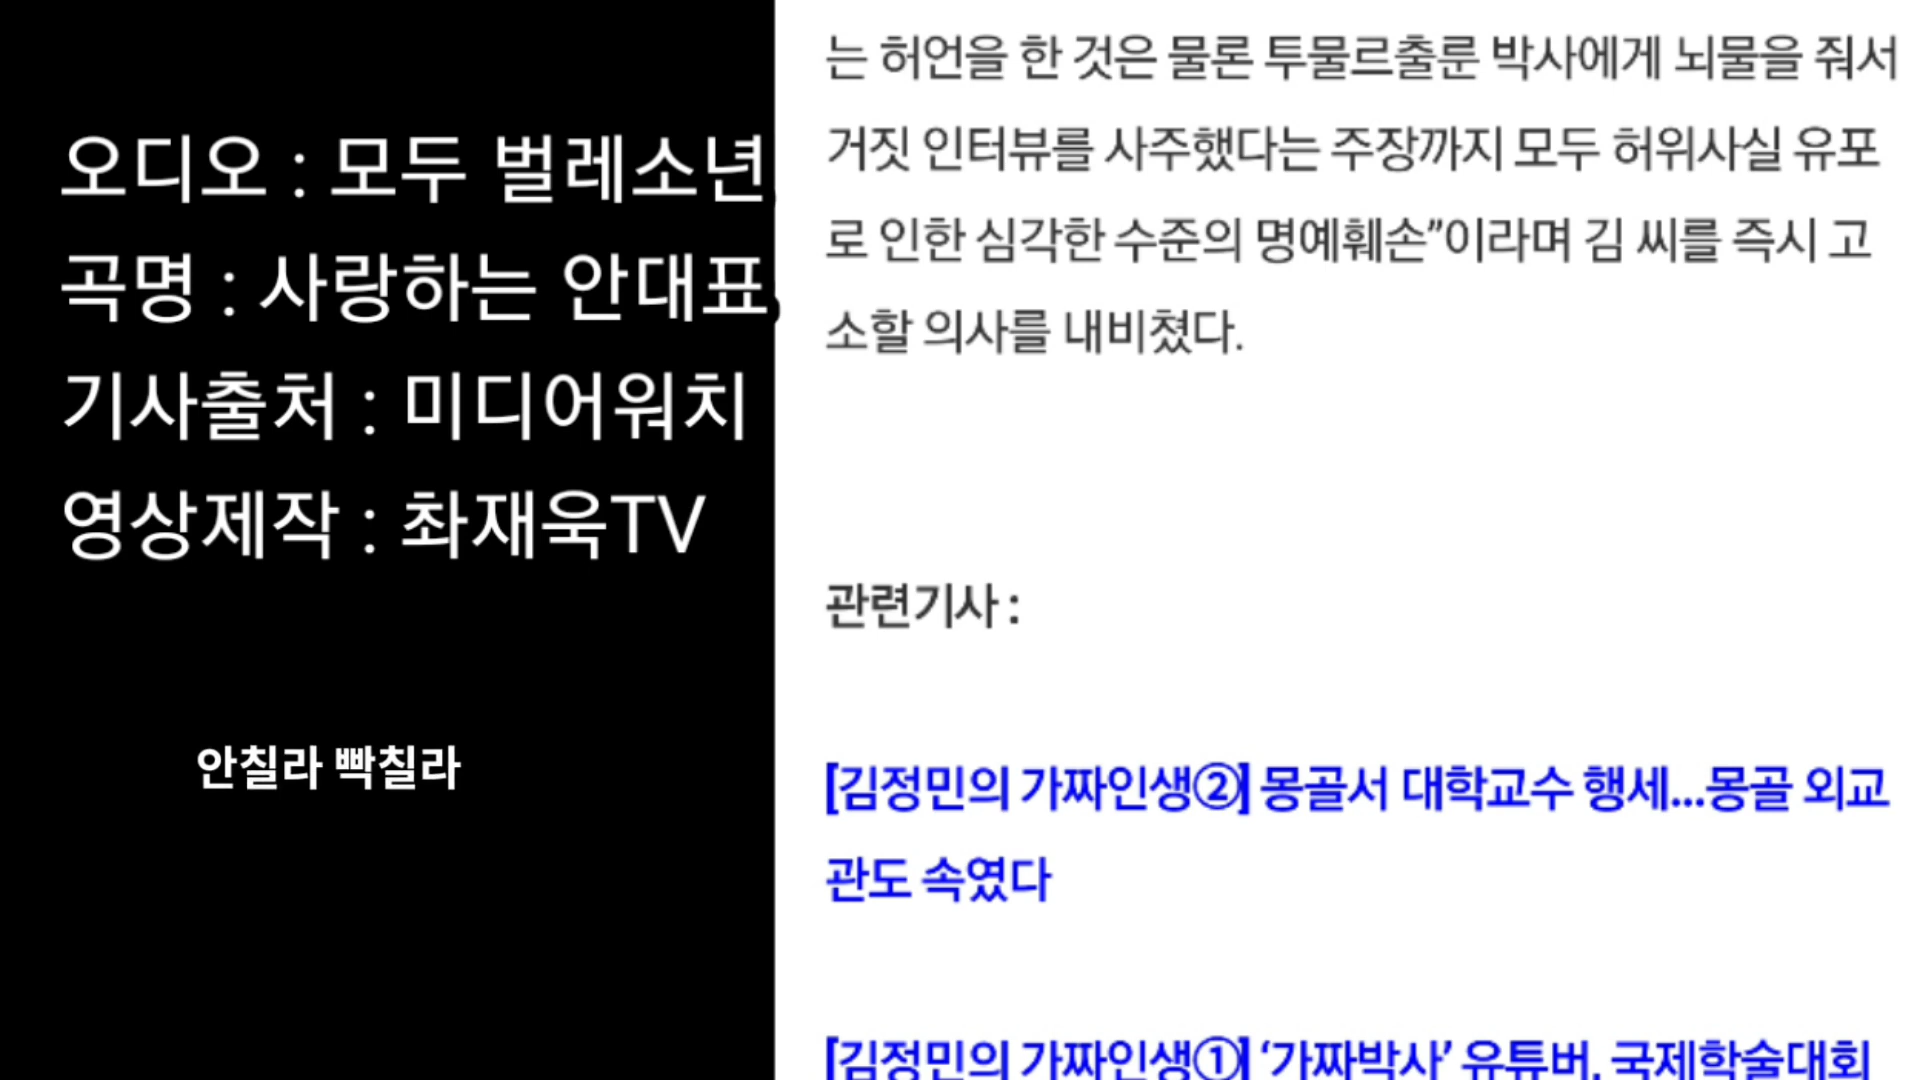 오디오 : 모두 벌레소년
곡명 : 사랑하는 안대표
기사출처 : 미디어워치
영상제작 : 촤재욱TV
안칠라 빡칠라
는 허언을 한 것은 물론 투물르출룬 박사에게 뇌물을 줘서
거짓 인터뷰를 사주했다는 주장까지 모두 허위사실 유포
로 인한 심각한 수준의 명예훼손”이라며 김 씨를 즉시 고
소할 의사를 내비쳤다.
관련기사 :
[김정민의 가짜인생②] 몽골서 대학교수 행세...몽골 외교
관도 속였다
[김정민의 가짜인생①] ‘가짜박사’ 유튜버, 국제학술대회